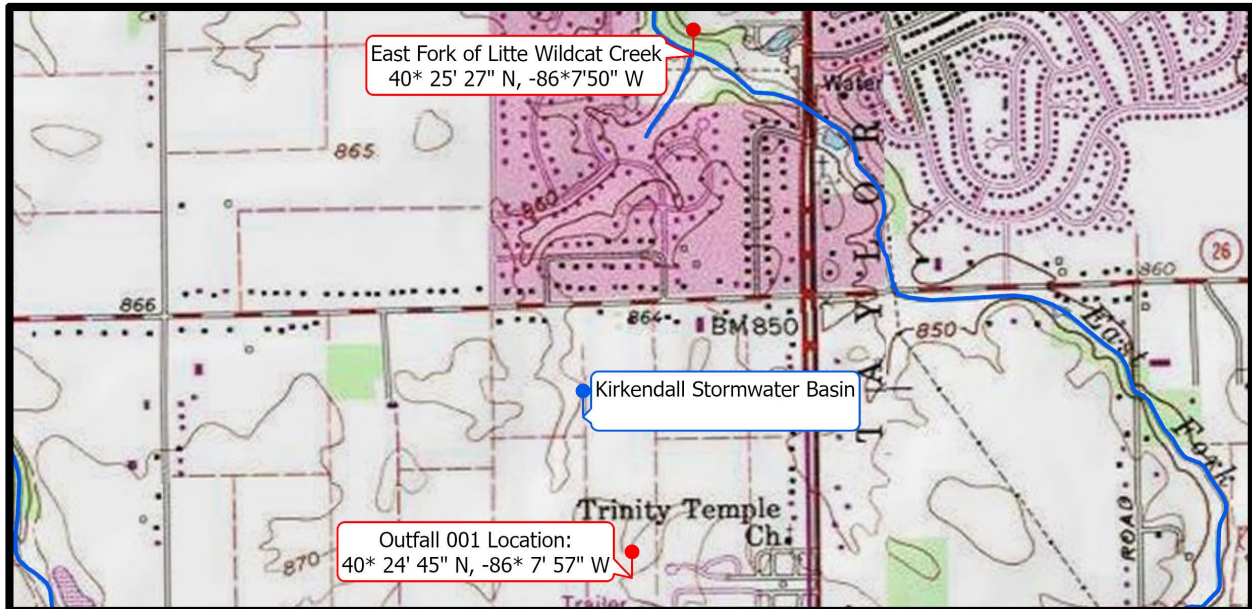 East Fork of Litte Wildcat Creek
40* 25' 27" N, -86*7'50" W
Water
865
860
TAYLOR
26
860
866
864
BM 850
850
East Fork
Kirkendall Stormwater Basin
Trinity Temple
Ch.
ROAD
Outfall 001 Location:
40* 24' 45" N, -86* 7' 57" W
870
Trailer